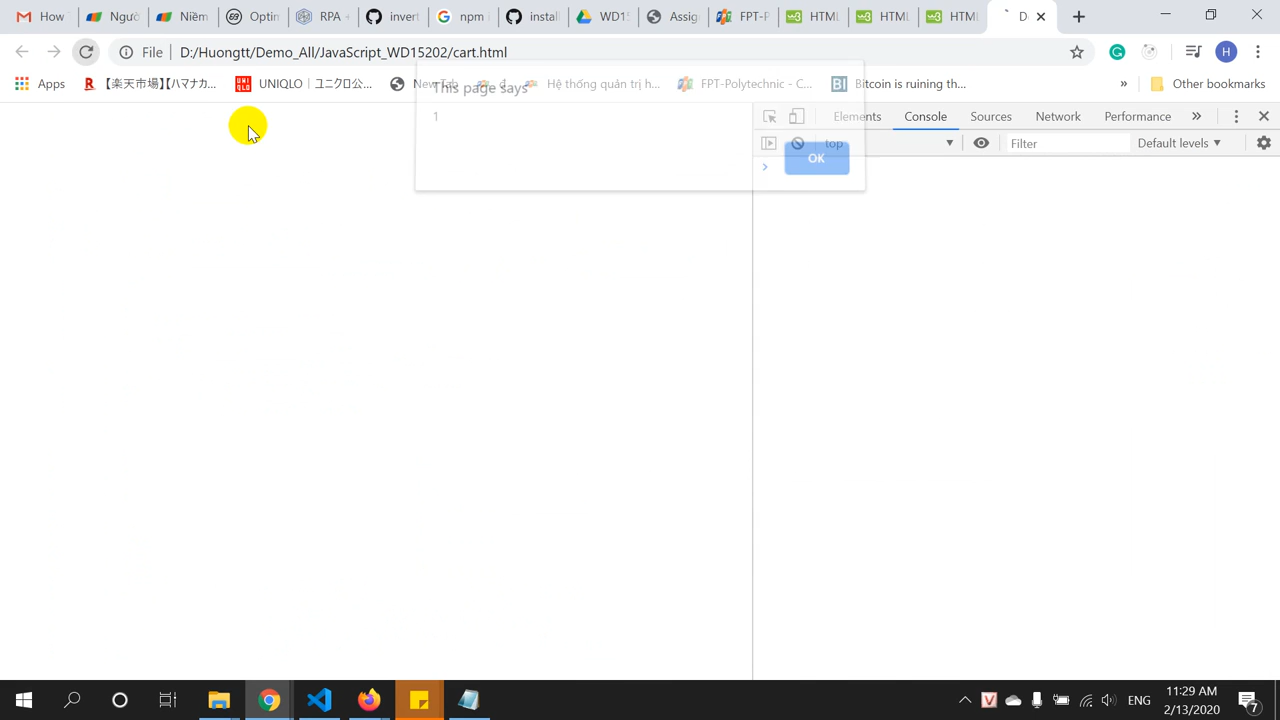 How
Ngườ
Niềm
Optin
RPA
invert
npm i
install
WD15
Assig
FPT-P
HTML
HTML
HTML
D
File D:/Huongtt/Demo_All/JavaScript_WD15202/cart.html
H
Apps 【楽天市場】【ハマナカ... UNIQLO｜ユニクロ公... New Tab Hệ thống quản trị h... FPT-Polytechnic - C... Bitcoin is ruining th... » Other bookmarks
This page says
1
OK
Elements Console Sources Network Performance »
top Filter Default levels
ENG
11:29 AM
2/13/2020
7